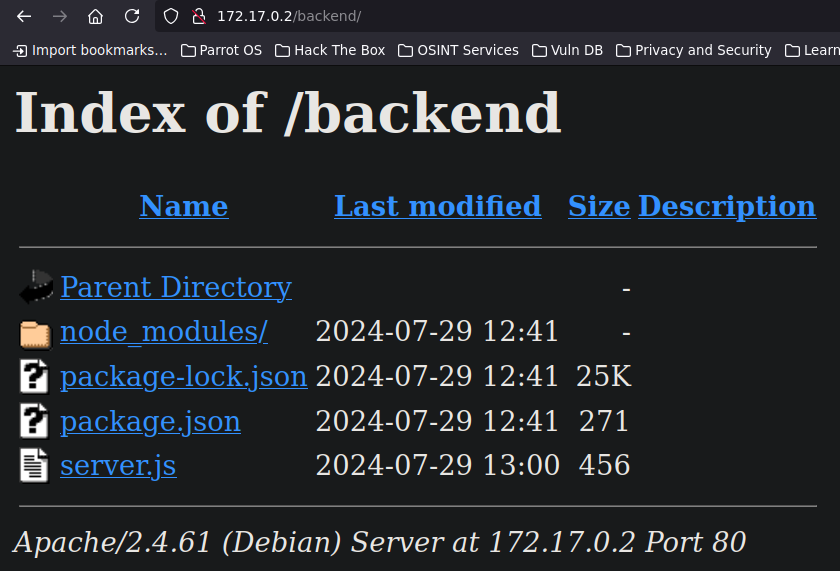 172.17.0.2/backend/
Import bookmarks... Parrot OS Hack The Box OSINT Services Vuln DB Privacy and Security Learn
Index of /backend
Name Last modified Size Description
Parent Directory -
node_modules/ 2024-07-29 12:41 -
package-lock.json 2024-07-29 12:41 25K
package.json 2024-07-29 12:41 271
server.js 2024-07-29 13:00 456
Apache/2.4.61 (Debian) Server at 172.17.0.2 Port 80